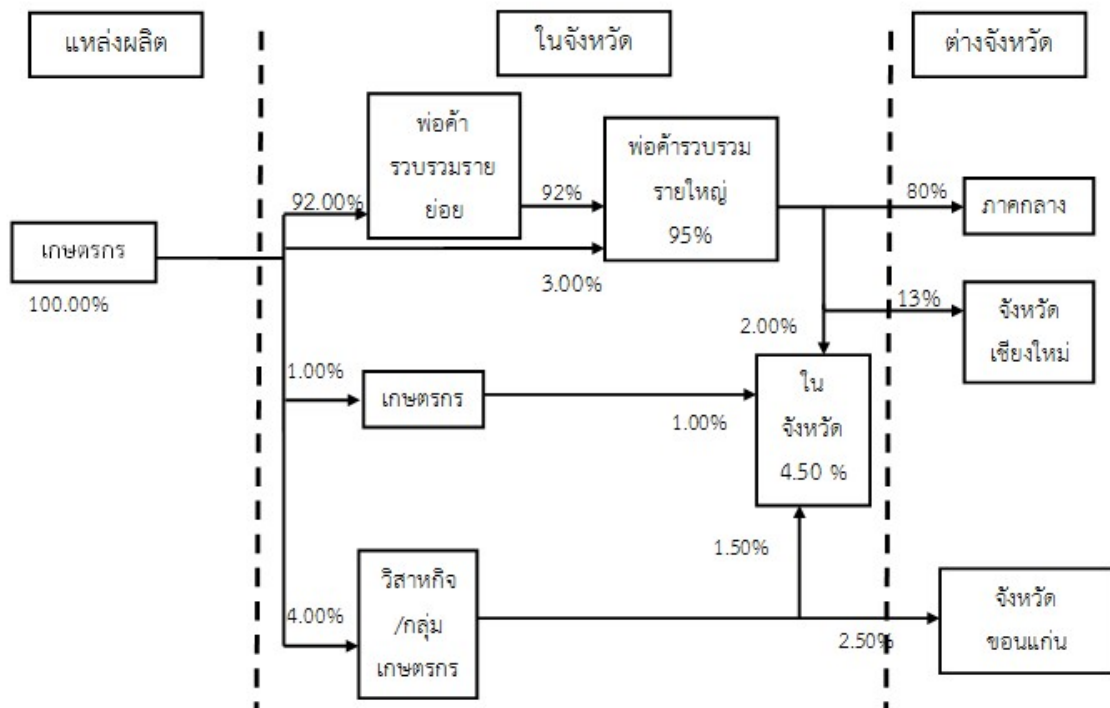 แหล่งผลิต
ในจังหวัด
ต่างจังหวัด
พ่อค้า
รวบรวมราย
ย่อย
พ่อค้ารวบรวม
รายใหญ่
95%
92.00%
92%
80%
ภาคกลาง
เกษตรกร
100.00%
3.00%
13%
จังหวัด
เชียงใหม่
2.00%
1.00%
เกษตรกร
1.00%
ใน
จังหวัด
4.50 %
1.50%
4.00%
วิสาหกิจ
/กลุ่ม
เกษตรกร
2.50%
จังหวัด
ขอนแก่น